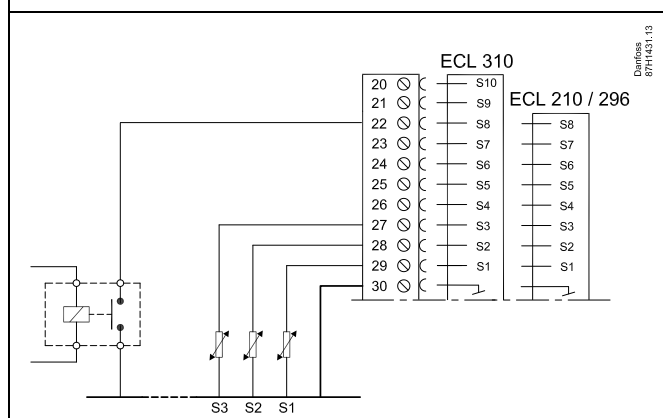 Danfoss
87H1431.13
ECL 310
ECL 210 / 296
20 S10
21 S9
22 S8 S8
23 S7 S7
24 S6 S6
25 S5 S5
26 S4 S4
27 S3 S3
28 S2 S2
29 S1 S1
30
S3 S2 S1